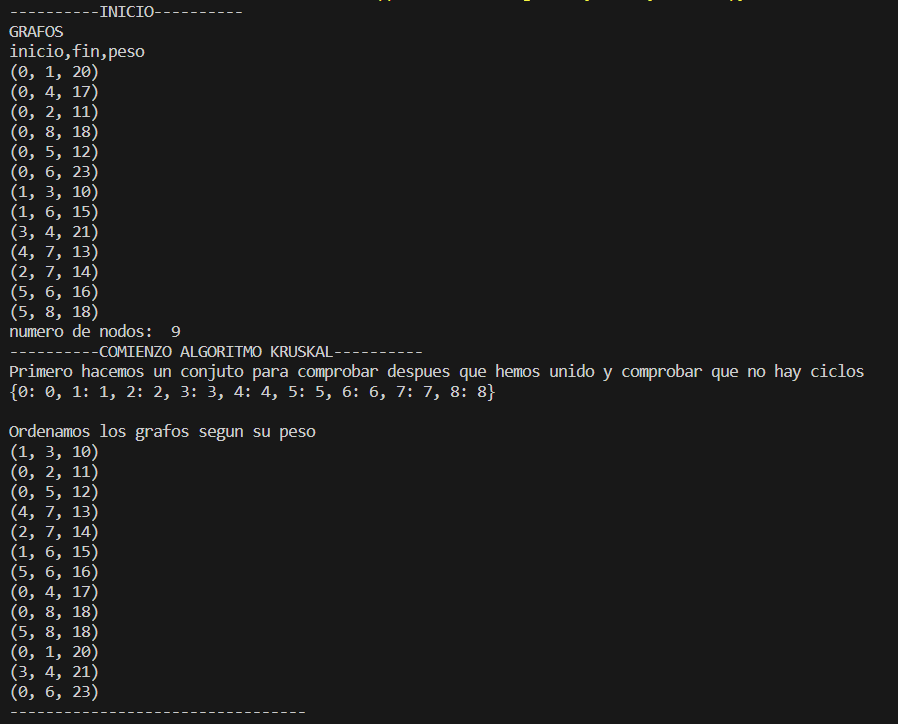 ----------INICIO----------
GRAFOS
inicio,fin,peso
(0, 1, 20)
(0, 4, 17)
(0, 2, 11)
(0, 8, 18)
(0, 5, 12)
(0, 6, 23)
(1, 3, 10)
(1, 6, 15)
(3, 4, 21)
(4, 7, 13)
(2, 7, 14)
(5, 6, 16)
(5, 8, 18)
numero de nodos:  9
----------COMIENZO ALGORITMO KRUSKAL----------
Primero hacemos un conjuto para comprobar despues que hemos unido y comprobar que no hay ciclos
{0: 0, 1: 1, 2: 2, 3: 3, 4: 4, 5: 5, 6: 6, 7: 7, 8: 8}

Ordenamos los grafos segun su peso
(1, 3, 10)
(0, 2, 11)
(0, 5, 12)
(4, 7, 13)
(2, 7, 14)
(1, 6, 15)
(5, 6, 16)
(0, 4, 17)
(0, 8, 18)
(5, 8, 18)
(0, 1, 20)
(3, 4, 21)
(0, 6, 23)
---------------------------------